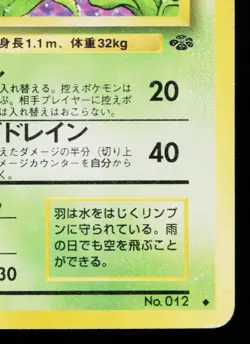 身長1.1m、体重32kg
ン
は入れ替える。控えポケモンは
ぶ。相手プレイヤーに控えポ
は入れ替えはおこらない。
20
ガドレイン
えたダメージの半分（切り上
メージカウンターを自分から
く。
40
羽は水をはじくリンプ
ンに守られている。雨
の日でも空を飛ぶこと
ができる。
30
No.012